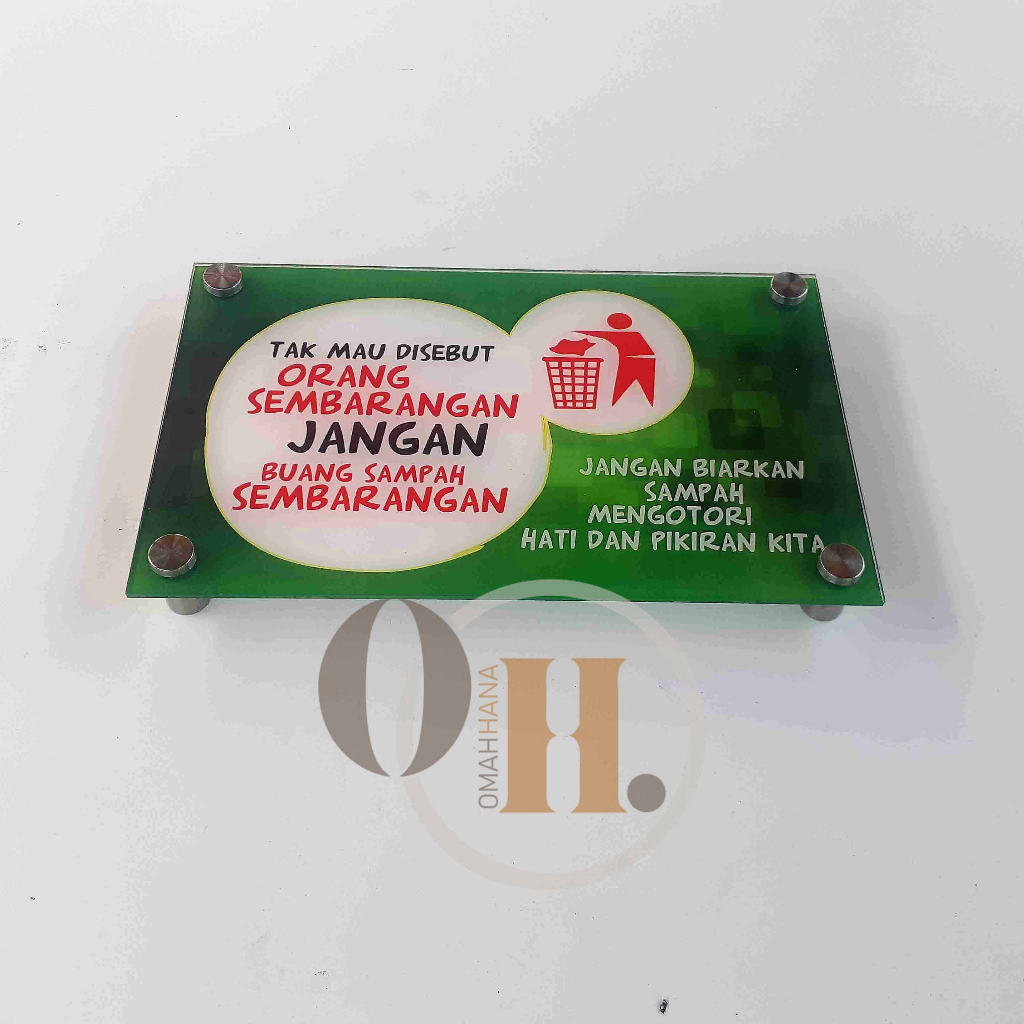 TAK MAU DISEBUT
ORANG
SEMBARANGAN
JANGAN
BUANG SAMPAH
SEMBARANGAN
JANGAN BIARKAN
SAMPAH
MENGOTORI
HATI DAN PIKIRAN KITA
OH.
OMAHHANA